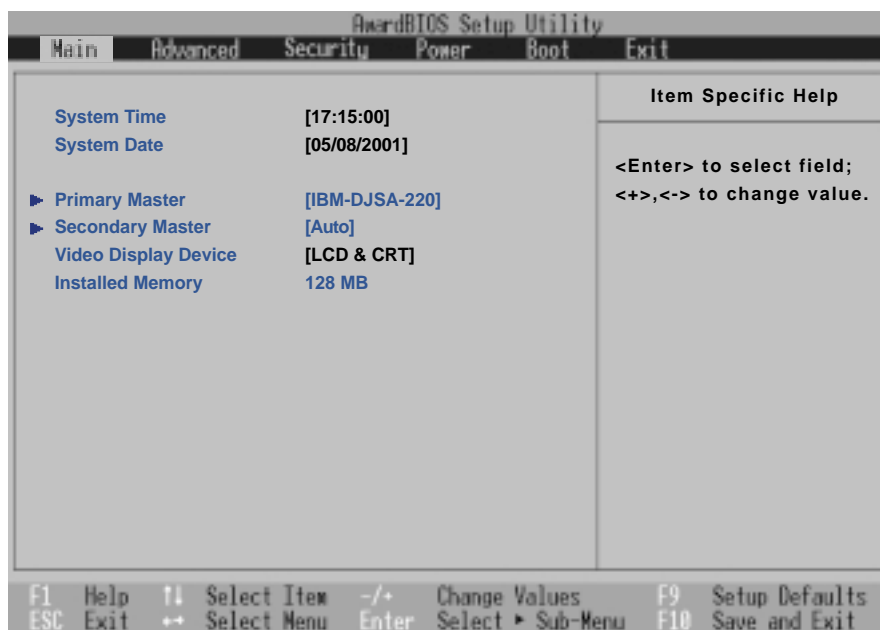 AwardBIOS Setup Utility
Main Advanced Security Power Boot Exit
System Time [17:15:00]
System Date [05/08/2001]
Primary Master [IBM-DJSA-220]
Secondary Master [Auto]
Video Display Device [LCD & CRT]
Installed Memory 128 MB
Item Specific Help
<Enter> to select field;
<+>,<-> to change value.
F1 Help ↑↓ Select Item -/+ Change Values F9 Setup Defaults
ESC Exit ←→ Select Menu Enter Select ▸ Sub-Menu F10 Save and Exit